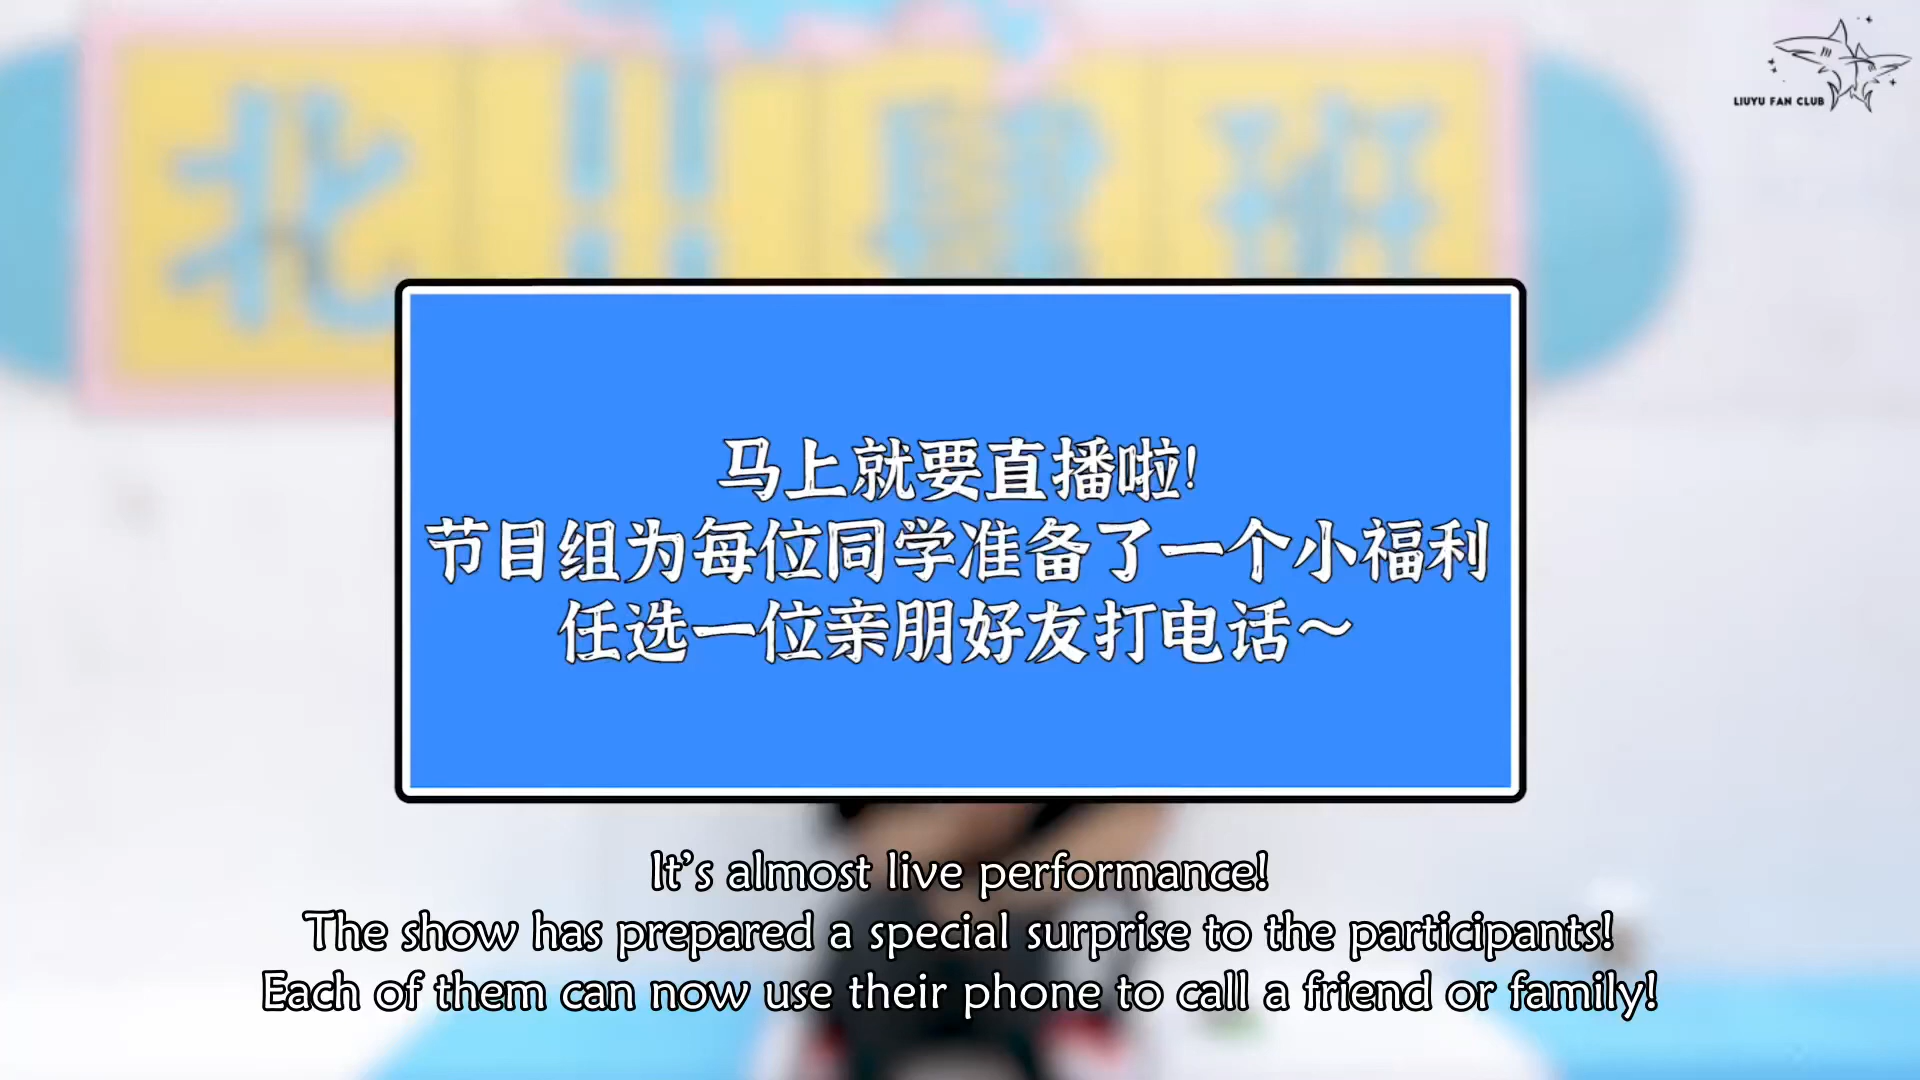 LIUYU FAN CLUB
马上就要直播啦!
节目组为每位同学准备了一个小福利
任选一位亲朋好友打电话～
It's almost live performance!
The show has prepared a special surprise to the participants!
Each of them can now use their phone to call a friend or family!